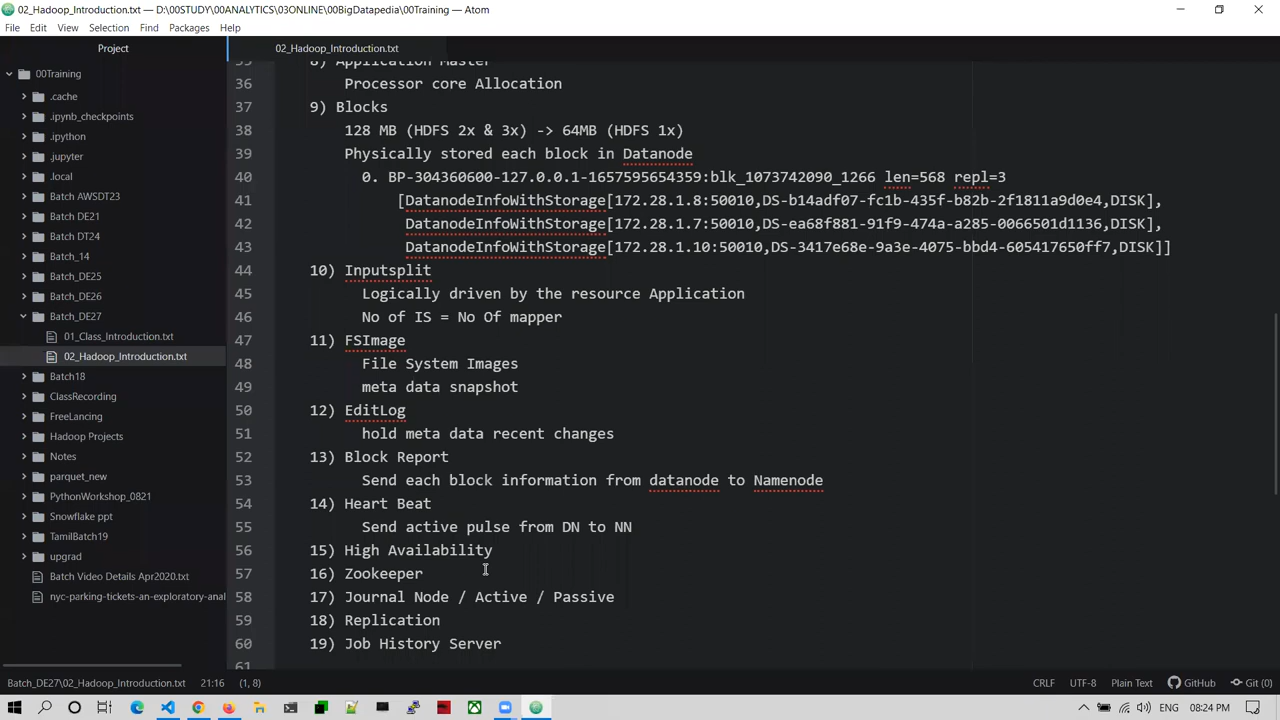 02_Hadoop_Introduction.txt — D:\00STUDY\00ANALYTICS\03ONLINE\00BigDatapedia\00Training — Atom
File Edit View Selection Find Packages Help
Project
00Training
.cache
.ipynb_checkpoints
.ipython
.jupyter
.local
Batch AWSDT23
Batch DE21
Batch DT24
Batch_14
Batch_DE25
Batch_DE26
Batch_DE27
01_Class_Introduction.txt
02_Hadoop_Introduction.txt
Batch18
ClassRecording
FreeLancing
Hadoop Projects
Notes
parquet_new
PythonWorkshop_0821
Snowflake ppt
TamilBatch19
upgrad
Batch Video Details Apr2020.txt
nyc-parking-tickets-an-exploratory-anal
02_Hadoop_Introduction.txt
35 8) Application Master
36 Processor core Allocation
37 9) Blocks
38 128 MB (HDFS 2x & 3x) -> 64MB (HDFS 1x)
39 Physically stored each block in Datanode
40 0. BP-304360600-127.0.0.1-1657595654359:blk_1073742090_1266 len=568 repl=3
41 [DatanodeInfoWithStorage[172.28.1.8:50010,DS-b14adf07-fc1b-435f-b82b-2f1811a9d0e4,DISK],
42 DatanodeInfoWithStorage[172.28.1.7:50010,DS-ea68f881-91f9-474a-a285-0066501d1136,DISK],
43 DatanodeInfoWithStorage[172.28.1.10:50010,DS-3417e68e-9a3e-4075-bbd4-605417650ff7,DISK]]
44 10) Inputsplit
45 Logically driven by the resource Application
46 No of IS = No Of mapper
47 11) FSImage
48 File System Images
49 meta data snapshot
50 12) EditLog
51 hold meta data recent changes
52 13) Block Report
53 Send each block information from datanode to Namenode
54 14) Heart Beat
55 Send active pulse from DN to NN
56 15) High Availability
57 16) Zookeeper
58 17) Journal Node / Active / Passive
59 18) Replication
60 19) Job History Server
61
Batch_DE27\02_Hadoop_Introduction.txt 21:16 (1, 8) CRLF UTF-8 Plain Text GitHub Git (0)
ENG 08:24 PM